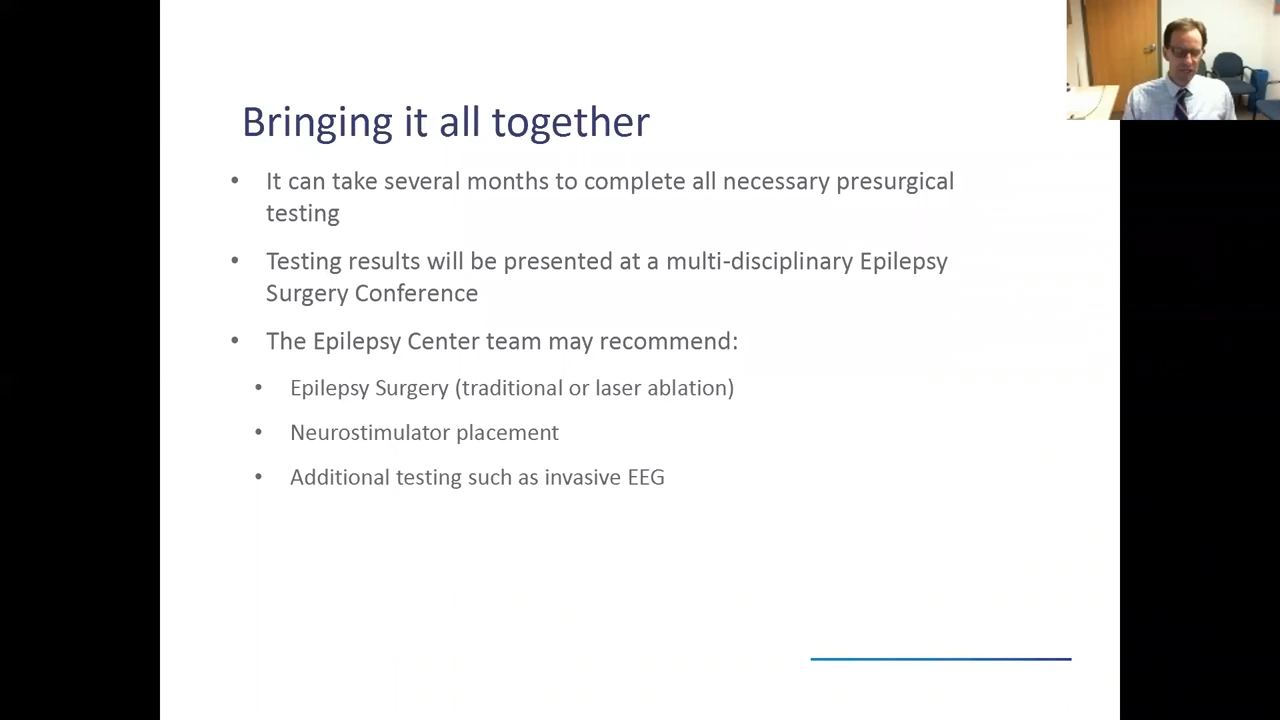 Bringing it all together
• It can take several months to complete all necessary presurgical
testing
• Testing results will be presented at a multi-disciplinary Epilepsy
Surgery Conference
• The Epilepsy Center team may recommend:
• Epilepsy Surgery (traditional or laser ablation)
• Neurostimulator placement
• Additional testing such as invasive EEG